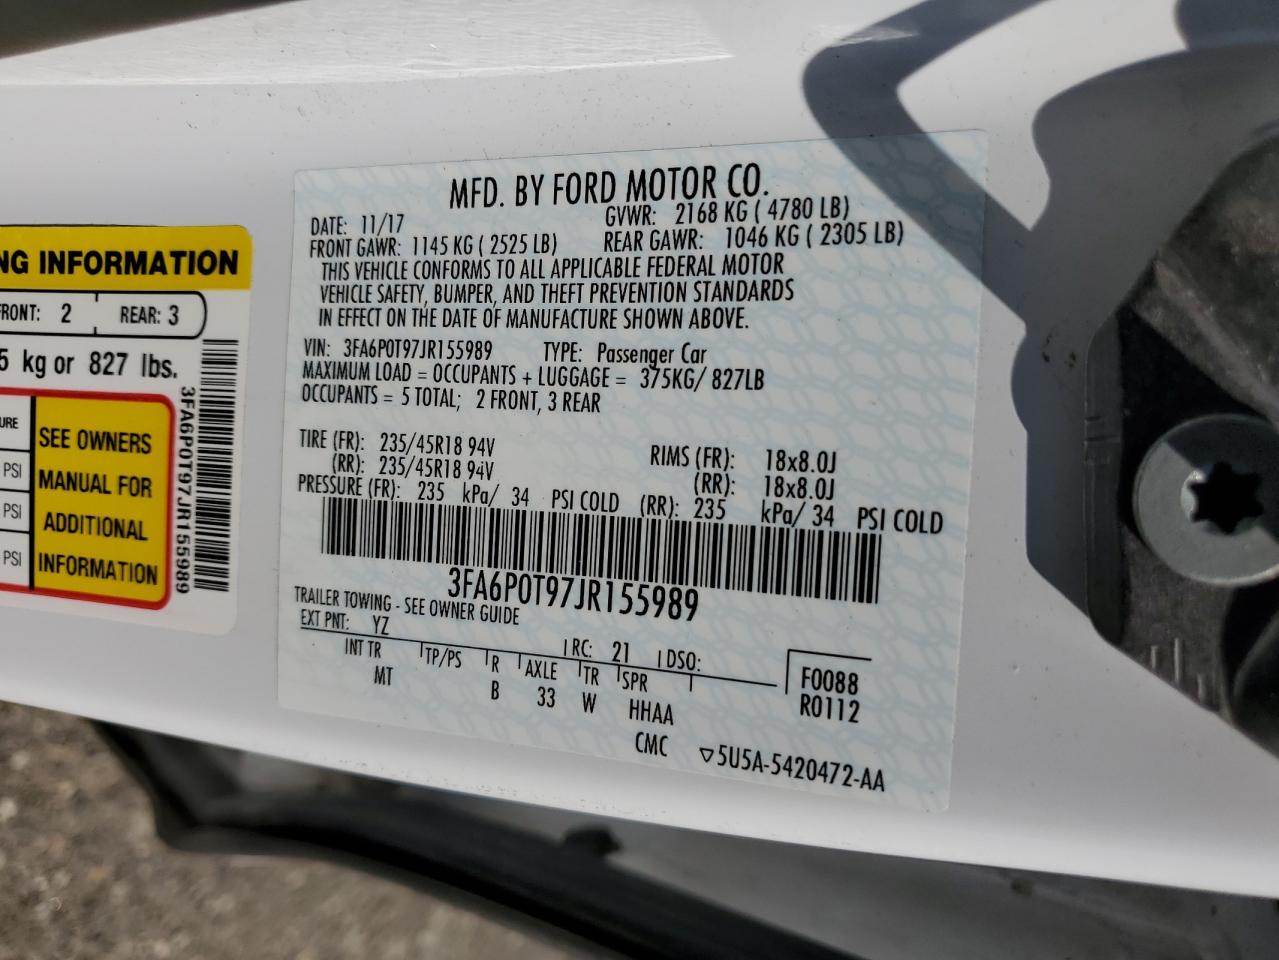 MFD. BY FORD MOTOR CO.
DATE: 11/17 GVWR: 2168 KG ( 4780 LB)
FRONT GAWR: 1145 KG ( 2525 LB) REAR GAWR: 1046 KG ( 2305 LB)
THIS VEHICLE CONFORMS TO ALL APPLICABLE FEDERAL MOTOR
VEHICLE SAFETY, BUMPER, AND THEFT PREVENTION STANDARDS
IN EFFECT ON THE DATE OF MANUFACTURE SHOWN ABOVE.
VIN: 3FA6P0T97JR155989 TYPE: Passenger Car
MAXIMUM LOAD = OCCUPANTS + LUGGAGE = 375KG/ 827LB
OCCUPANTS = 5 TOTAL; 2 FRONT, 3 REAR
TIRE (FR): 235/45R18 94V RIMS (FR): 18x8.0J
(RR): 235/45R18 94V (RR): 18x8.0J
PRESSURE (FR): 235 kPa/ 34 PSI COLD (RR): 235 kPa/ 34 PSI COLD
3FA6P0T97JR155989
TRAILER TOWING - SEE OWNER GUIDE
EXT PNT: YZ RC: 21 DSO:
INT TR TP/PS R AXLE TR SPR F0088
MT B 33 W HHAA R0112
CMC 5U5A-5420472-AA
NG INFORMATION
FRONT: 2 REAR: 3
5 kg or 827 lbs.
URE
PSI
PSI
PSI
SEE OWNERS
MANUAL FOR
ADDITIONAL
INFORMATION
3FA6P0T97JR155989